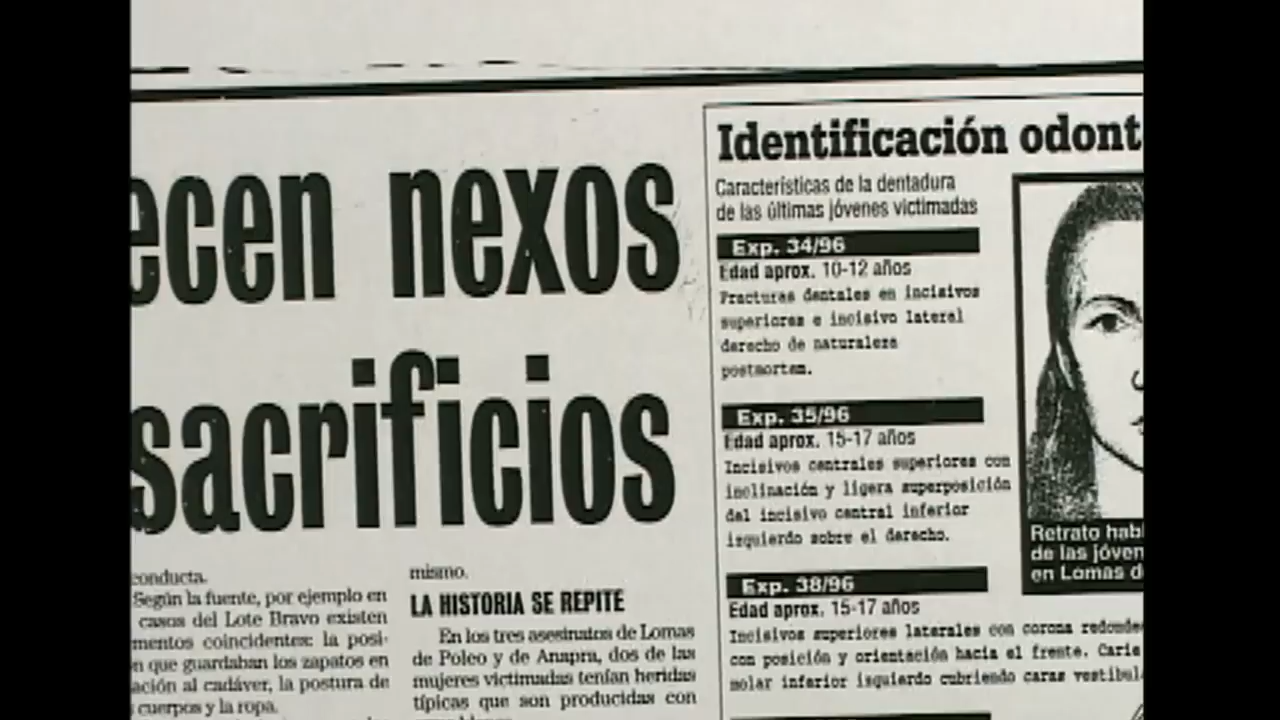 ecen nexos
sacrificios
conducta.
Según la fuente, por ejemplo en
casos del Lote Bravo existen
mentos coincidentes: la posi-
n que guardaban los zapatos en
ación al cadáver, la postura de
cuerpos y la ropa.
mismo.
LA HISTORIA SE REPITE
En los tres asesinatos de Lomas
de Poleo y de Anapra, dos de las
mujeres victimadas tenían heridas
típicas que son producidas con
Identificación odont
Características de la dentadura
de las últimas jóvenes victimadas
Exp. 34/96
Edad aprox. 10-12 años
Fracturas dentales en incisivos
superiores e incisivo lateral
derecho de naturaleza
postmortem.
Exp. 35/96
Edad aprox. 15-17 años
Incisivos centrales superiores con
inclinación y ligera superposición
del incisivo central inferior
izquierdo sobre el derecho.
Exp. 38/96
Edad aprox. 15-17 años
Incisivos superiores laterales con corona redonde
con posición y orientación hacia el frente. Carie
molar inferior izquierdo cubriendo caras vestibul
Retrato habl
de las jóven
en Lomas d